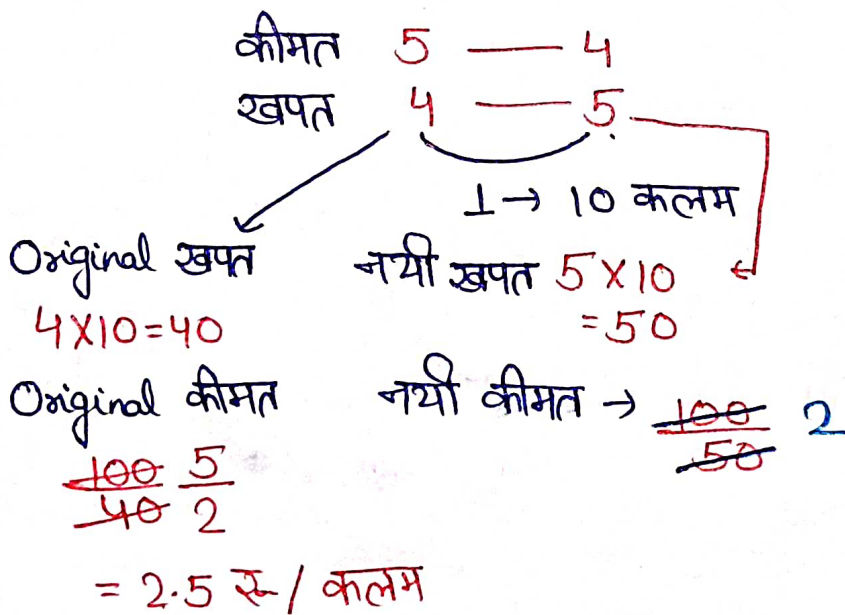 कीमत 5 — 4
खपत 4 — 5
1 → 10 कलम
Original खपत नयी खपत 5 × 10
4×10=40 = 50
Original कीमत नयी कीमत → 100/50 2
100/40 5/2
= 2.5 रु / कलम